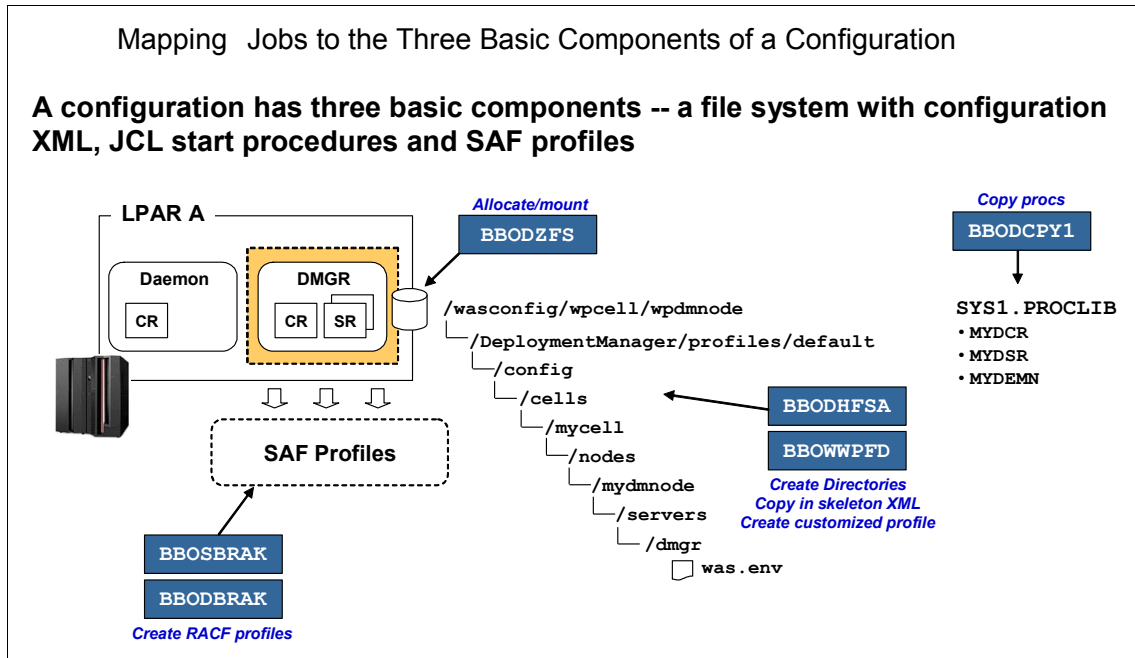 Mapping Jobs to the Three Basic Components of a Configuration
A configuration has three basic components -- a file system with configuration
XML, JCL start procedures and SAF profiles
LPAR A
Daemon
CR
DMGR
CR
SR
Allocate/mount
BBODZFS
Copy procs
BBODCPY1
SYS1.PROCLIB
• MYDCR
• MYDSR
• MYDEMN
/wasconfig/wpcell/wpdmnode
/DeploymentManager/profiles/default
/config
/cells
/mycell
/nodes
/mydmnode
/servers
/dmgr
was.env
BBODHFSA
BBOWWPFD
Create Directories
Copy in skeleton XML
Create customized profile
SAF Profiles
BBOSBRAK
BBODBRAK
Create RACF profiles